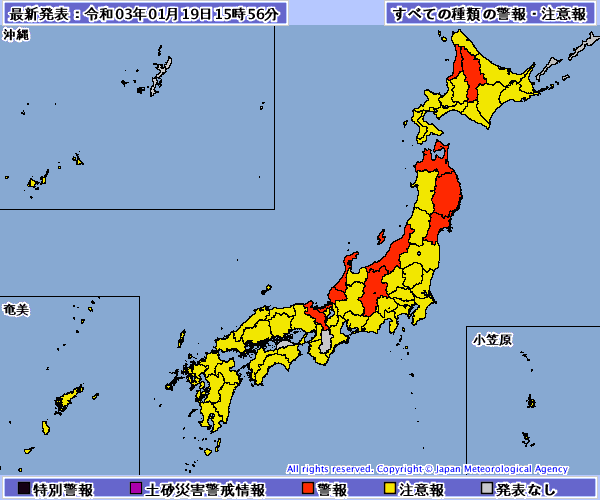 最新発表：令和03年01月19日15時56分
すべての種類の警報・注意報
沖縄
奄美
小笠原
All rights reserved. Copyright © Japan Meteorological Agency
特別警報 土砂災害警戒情報 警報 注意報 発表なし